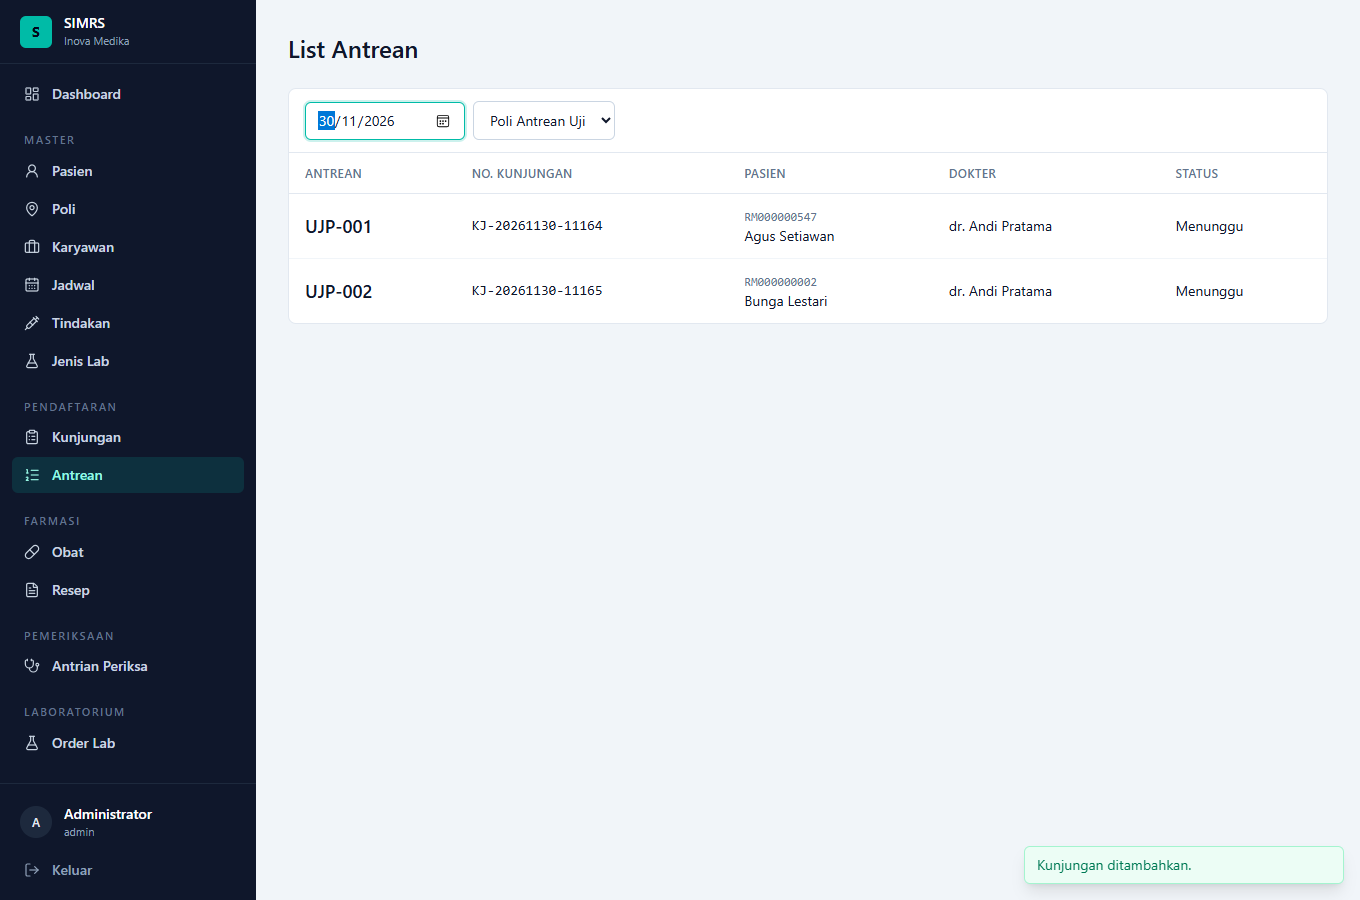 S
SIMRS
Inova Medika
Dashboard
MASTER
Pasien
Poli
Karyawan
Jadwal
Tindakan
Jenis Lab
PENDAFTARAN
Kunjungan
Antrean
FARMASI
Obat
Resep
PEMERIKSAAN
Antrian Periksa
LABORATORIUM
Order Lab
A
Administrator
admin
Keluar
List Antrean
30/11/2026 Poli Antrean Uji
ANTREAN NO. KUNJUNGAN PASIEN DOKTER STATUS
UJP-001 KJ-20261130-11164 RM000000547 Agus Setiawan dr. Andi Pratama Menunggu
UJP-002 KJ-20261130-11165 RM000000002 Bunga Lestari dr. Andi Pratama Menunggu
Kunjungan ditambahkan.